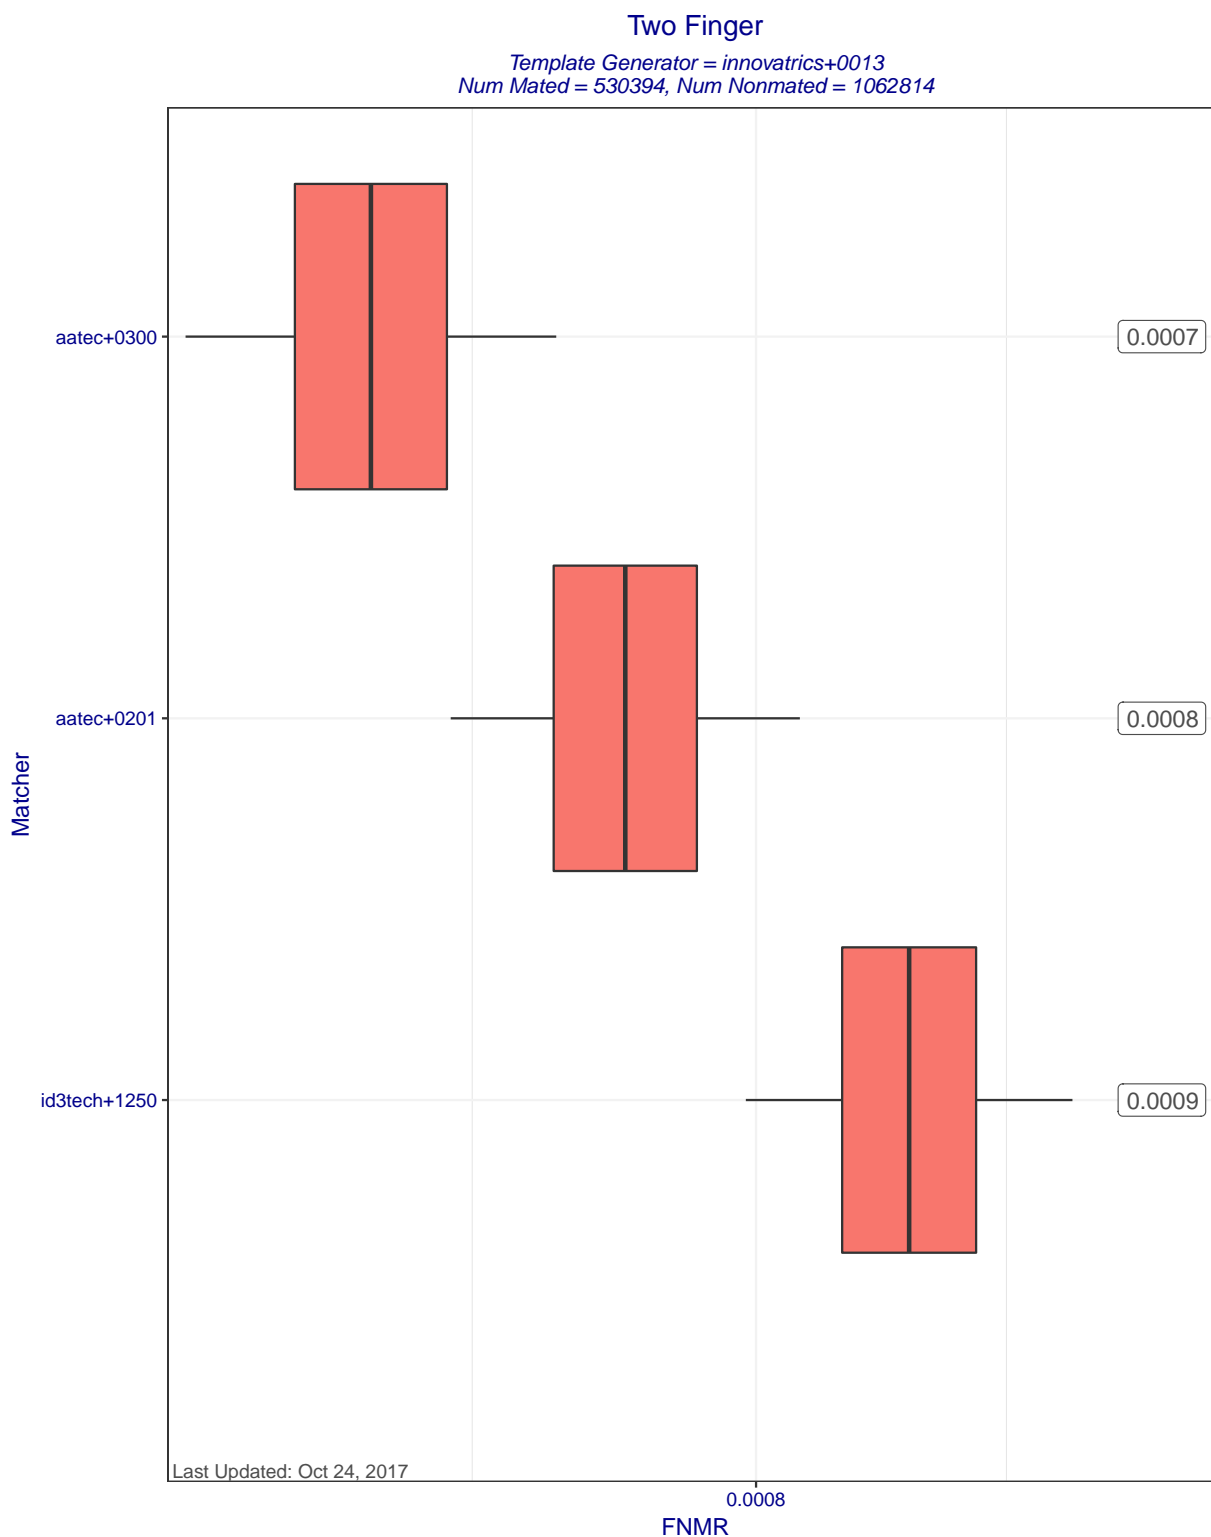 Two Finger
Template Generator = innovatrics+0013
Num Mated = 530394, Num Nonmated = 1062814
aatec+0300
0.0007
aatec+0201
0.0008
Matcher
id3tech+1250
0.0009
Last Updated: Oct 24, 2017
0.0008
FNMR